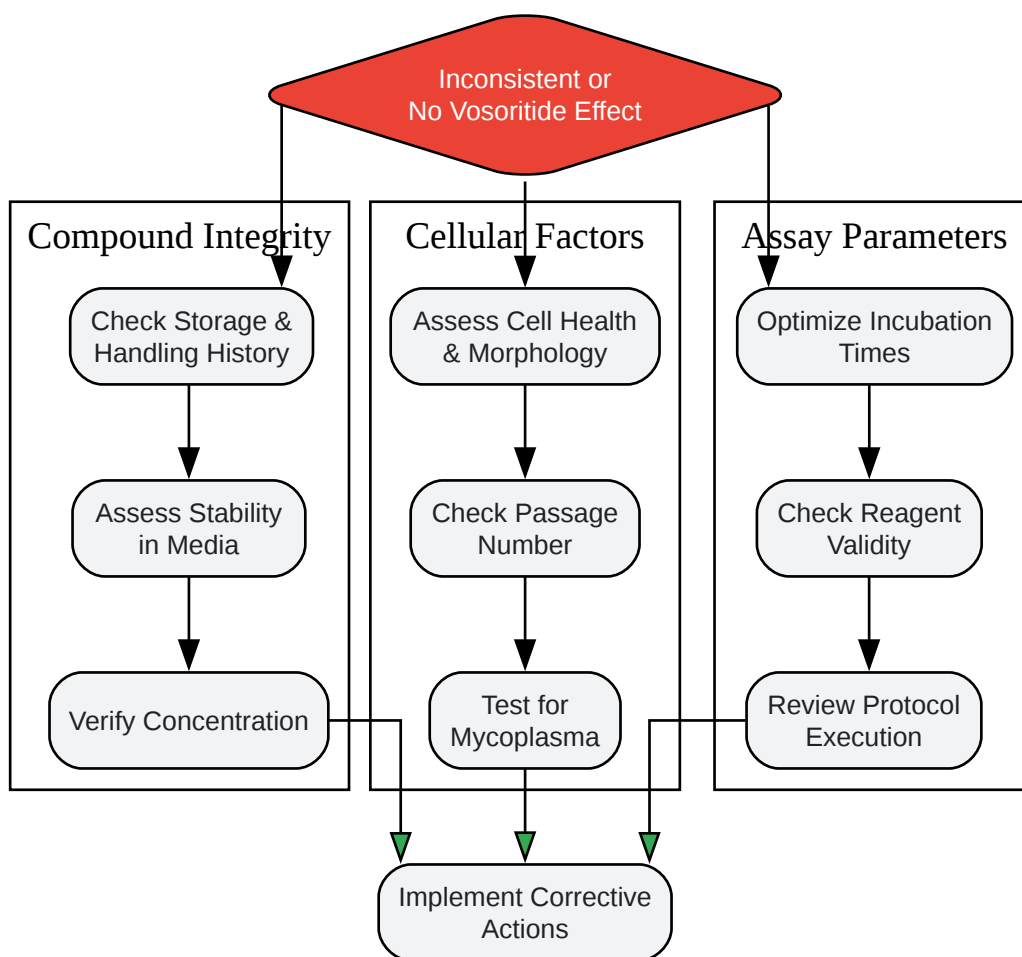 Inconsistent or
No Vosoritide Effect
Compound Integrity
Check Storage &
Handling History
Assess Stability
in Media
Verify Concentration
Cellular Factors
Assess Cell Health
& Morphology
Check Passage
Number
Test for
Mycoplasma
Assay Parameters
Optimize Incubation
Times
Check Reagent
Validity
Review Protocol
Execution
Implement Corrective
Actions